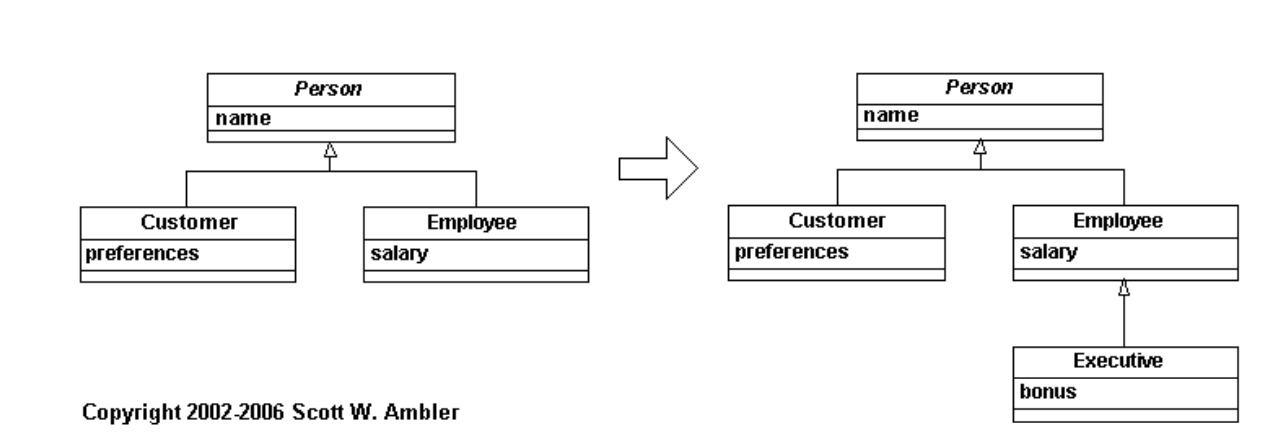 Person
name
Customer
preferences
Employee
salary
Person
name
Customer
preferences
Employee
salary
Executive
bonus
Copyright 2002-2006 Scott W. Ambler